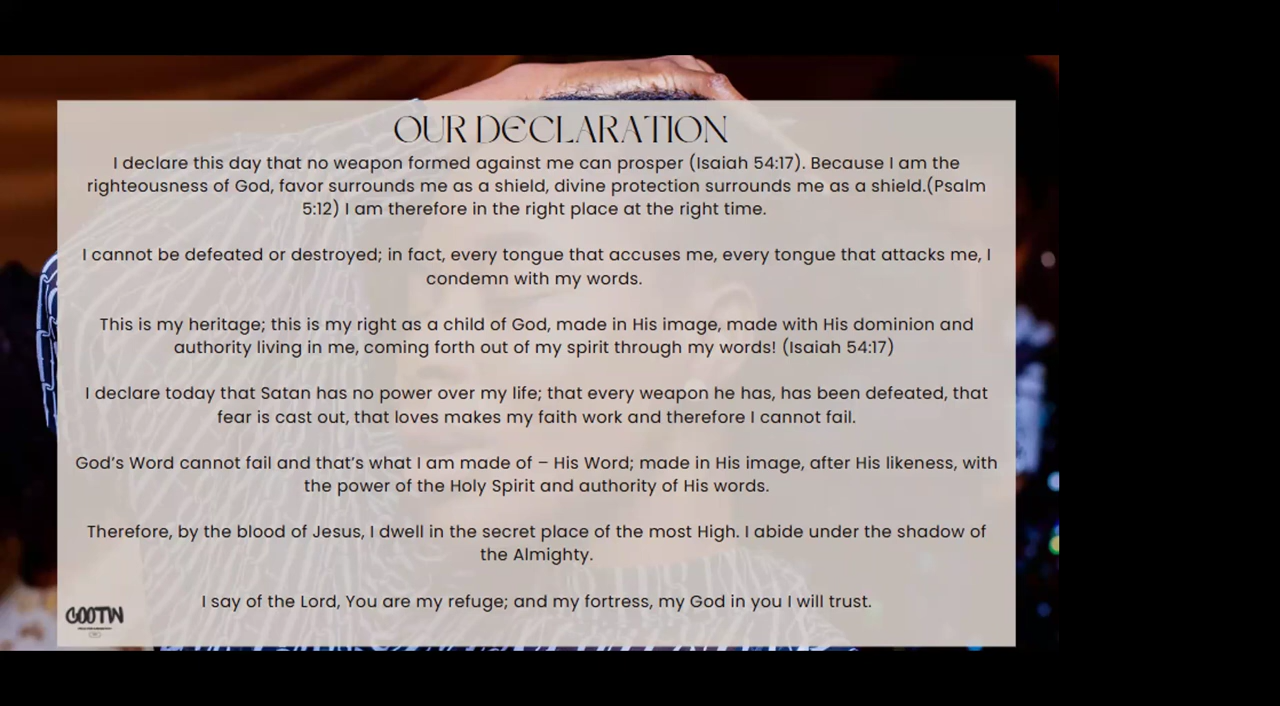 OUR DECLARATION
I declare this day that no weapon formed against me can prosper (Isaiah 54:17). Because I am the
righteousness of God, favor surrounds me as a shield, divine protection surrounds me as a shield.(Psalm
5:12) I am therefore in the right place at the right time.
I cannot be defeated or destroyed; in fact, every tongue that accuses me, every tongue that attacks me, I
condemn with my words.
This is my heritage; this is my right as a child of God, made in His image, made with His dominion and
authority living in me, coming forth out of my spirit through my words! (Isaiah 54:17)
I declare today that Satan has no power over my life; that every weapon he has, has been defeated, that
fear is cast out, that loves makes my faith work and therefore I cannot fail.
God’s Word cannot fail and that’s what I am made of – His Word; made in His image, after His likeness, with
the power of the Holy Spirit and authority of His words.
Therefore, by the blood of Jesus, I dwell in the secret place of the most High. I abide under the shadow of
the Almighty.
I say of the Lord, You are my refuge; and my fortress, my God in you I will trust.